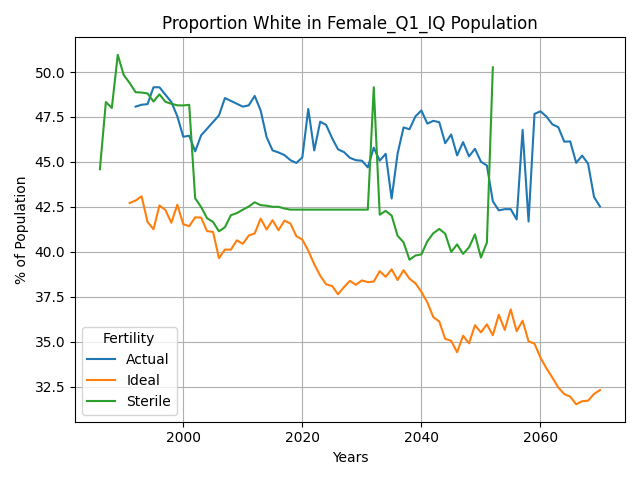 Proportion White in Female_Q1_IQ Population
% of Population
50.0
47.5
45.0
42.5
40.0
37.5
35.0
32.5
Fertility
Actual
Ideal
Sterile
2000
2020
2040
2060
Years